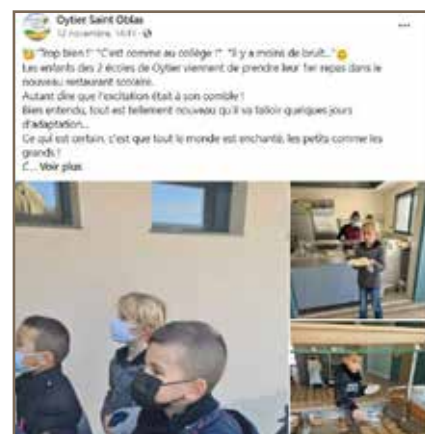 Oytier Saint Oblas
12 novembre, 14:41
"Trop bien !" "C'est comme au collège !" "Il y a moins de bruit..."
Les enfants des 2 écoles de Oytier viennent de prendre leur 1er repas dans le
nouveau restaurant scolaire.
Autant dire que l'excitation était à son comble !
Bien entendu, tout est tellement nouveau qu'il va falloir quelques jours
d'adaptation...
Ce qui est certain, c'est que tout le monde est enchanté, les petits comme les
grands !
... Voir plus